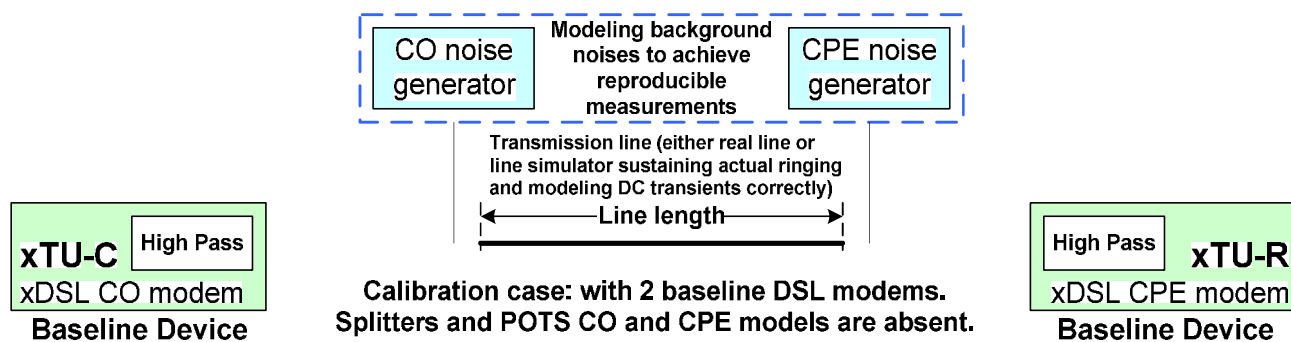 CO noise
generator
Modeling background
noises to achieve
reproducible
measurements
CPE noise
generator
Transmission line (either real line or
line simulator sustaining actual ringing
and modeling DC transients correctly)
Line length
xTU-C
High Pass
xDSL CO modem
Baseline Device
Calibration case: with 2 baseline DSL modems.
Splitters and POTS CO and CPE models are absent.
High Pass
xTU-R
xDSL CPE modem
Baseline Device